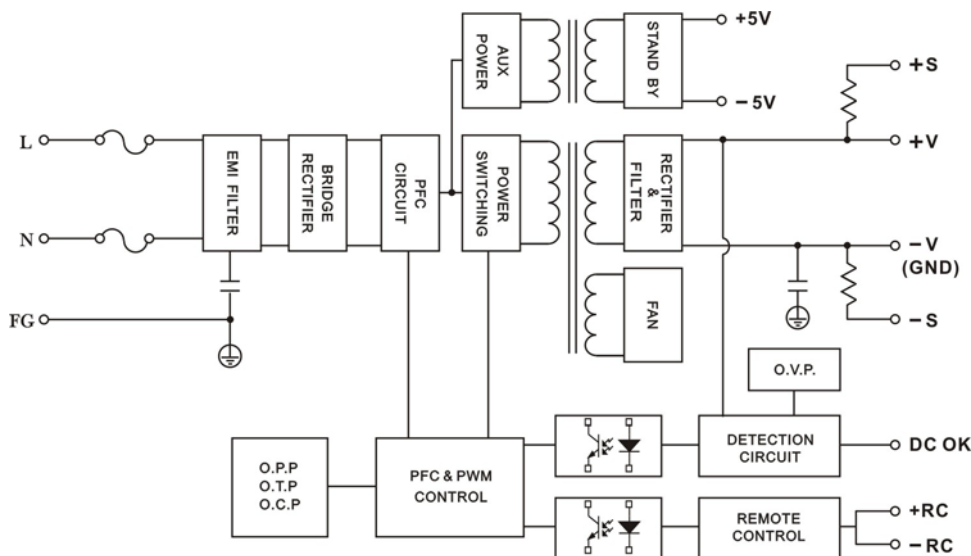 +5V
-5V
AUX
POWER
STAND BY
+S
L
EMI FILTER
BRIDGE
RECTIFIER
PFC
CIRCUIT
POWER
SWITCHING
RECTIFIER
&
FILTER
+V
N
-V
(GND)
FG
FAN
-S
O.V.P.
O.P.P
O.T.P
O.C.P
PFC & PWM
CONTROL
DETECTION
CIRCUIT
DC OK
REMOTE
CONTROL
+RC
-RC